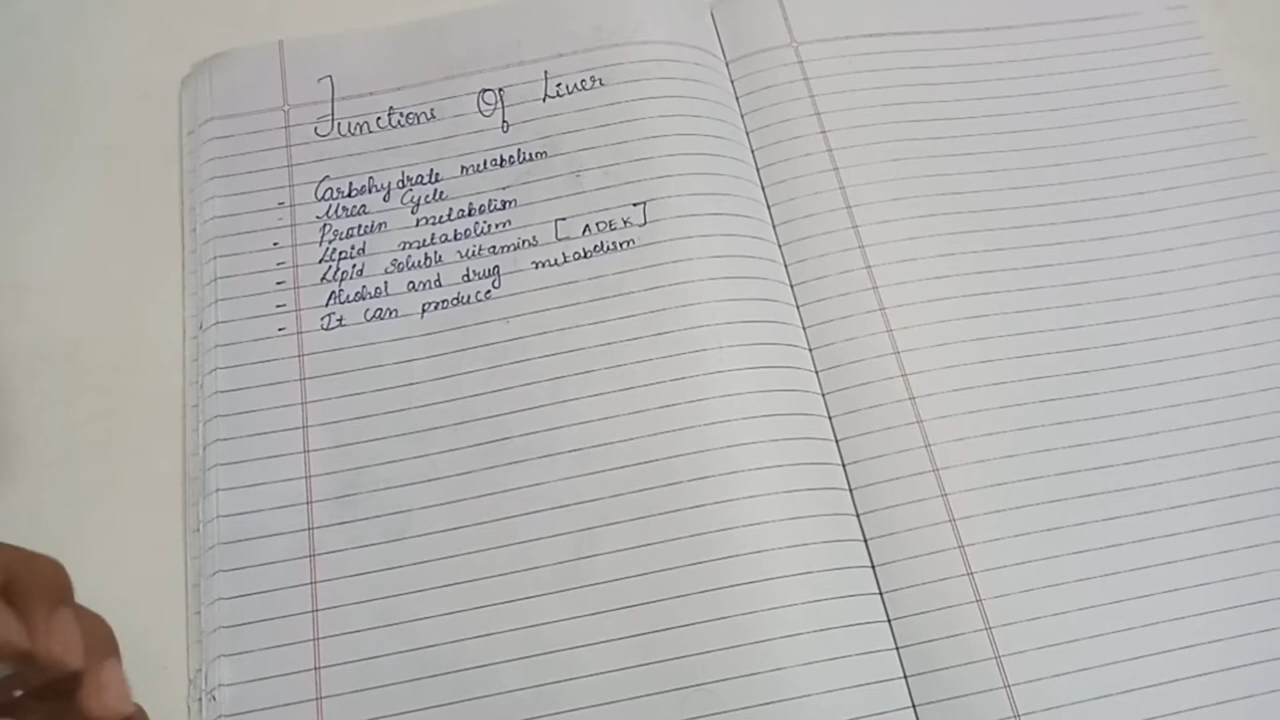 Functions Of Liver
- Carbohydrate metabolism
- Urea Cycle
- Protein metabolism
- Lipid metabolism
- Lipid soluble vitamins [ADEK]
- Alcohol and drug metabolism
- It can produce